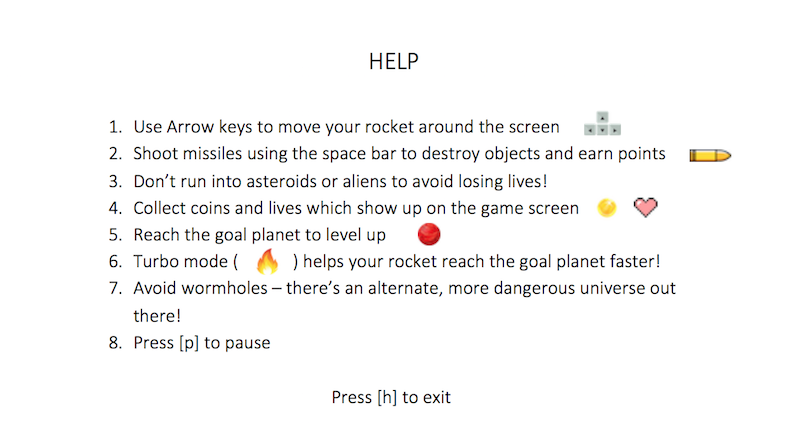 HELP
1. Use Arrow keys to move your rocket around the screen
2. Shoot missiles using the space bar to destroy objects and earn points
3. Don’t run into asteroids or aliens to avoid losing lives!
4. Collect coins and lives which show up on the game screen
5. Reach the goal planet to level up
6. Turbo mode ( ) helps your rocket reach the goal planet faster!
7. Avoid wormholes – there’s an alternate, more dangerous universe out
there!
8. Press [p] to pause
Press [h] to exit